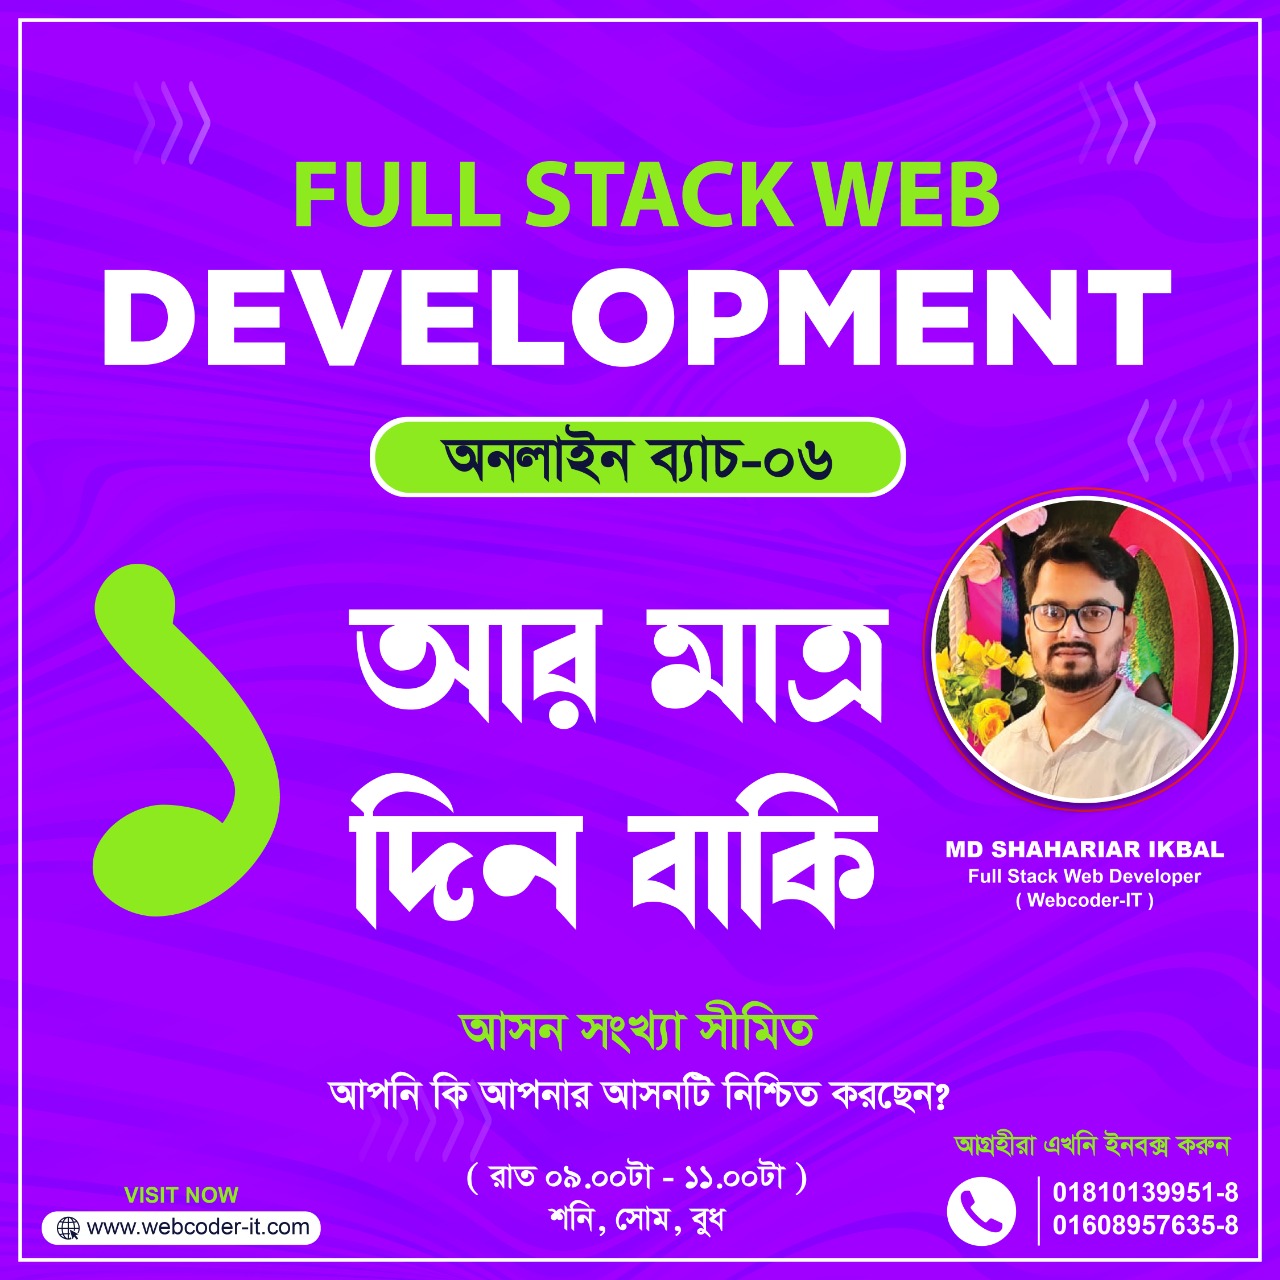 FULL STACK WEB
DEVELOPMENT
অনলাইন ব্যাচ-০৬
১
আর মাত্র
দিন বাকি
MD SHAHARIAR IKBAL
Full Stack Web Developer
( Webcoder-IT )
আসন সংখ্যা সীমিত
আপনি কি আপনার আসনটি নিশ্চিত করছেন?
( রাত ০৯.০০টা - ১১.০০টা )
শনি, সোম, বুধ
VISIT NOW
www.webcoder-it.com
আগ্রহীরা এখনি ইনবক্স করুন
01810139951-8
01608957635-8